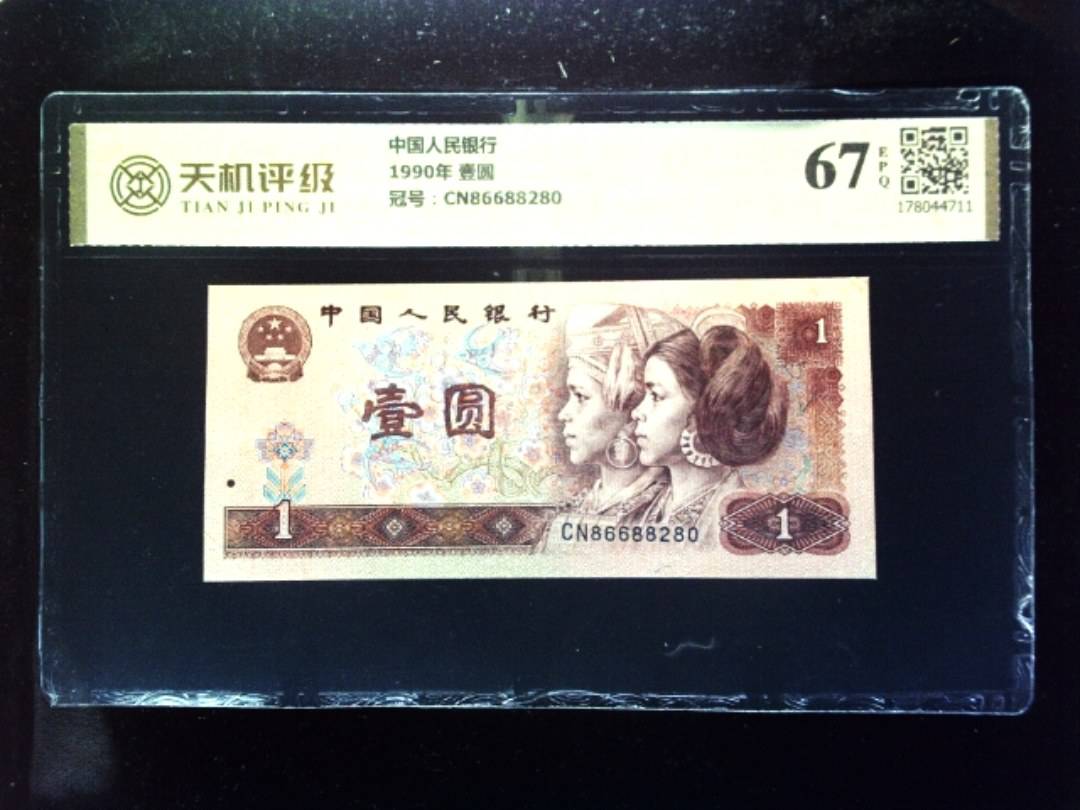 天机评级
TIAN JI PING JI
中国人民银行
1990年 壹圆
冠号：CN86688280
67
EPQ
178044711
中国人民银行
1
壹圆
1
CN86688280
1